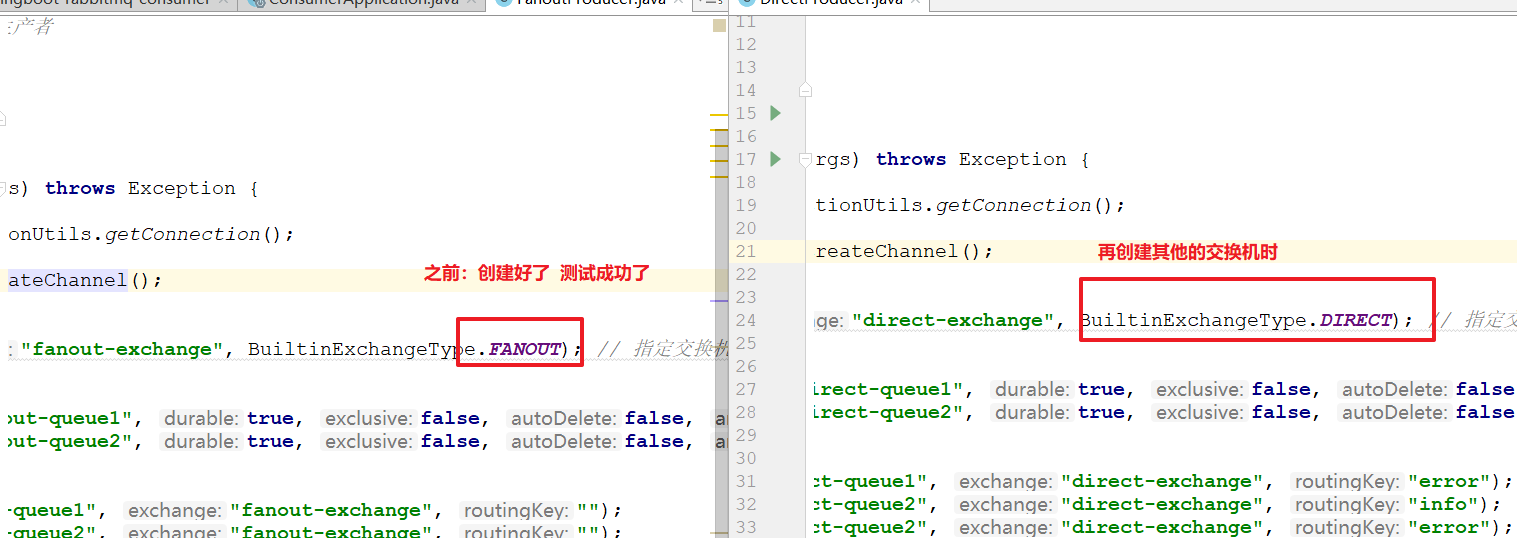 ConsumerApplication.java
FanoutProducer.java
DirectProducer.java
生产者
s) throws Exception {
onUtils.getConnection();
ateChannel();
之前：创建好了 测试成功了
"fanout-exchange", BuiltinExchangeType.FANOUT); // 指定交换机
out-queue1", durable: true, exclusive: false, autoDelete: false,
out-queue2", durable: true, exclusive: false, autoDelete: false,
-queue1", exchange: "fanout-exchange", routingKey: "");
-queue2", exchange: "fanout-exchange", routingKey: "");
11
12
13
14
15
16
17 rgs) throws Exception {
18
19 tionUtils.getConnection();
20
21 reateChannel(); 再创建其他的交换机时
22
23
24 nge: "direct-exchange", BuiltinExchangeType.DIRECT); // 指定交
25
26
27 direct-queue1", durable: true, exclusive: false, autoDelete: false
28 direct-queue2", durable: true, exclusive: false, autoDelete: false
29
30
31 ct-queue1", exchange: "direct-exchange", routingKey: "error");
32 ct-queue2", exchange: "direct-exchange", routingKey: "info");
33 ct-queue2", exchange: "direct-exchange", routingKey: "error");